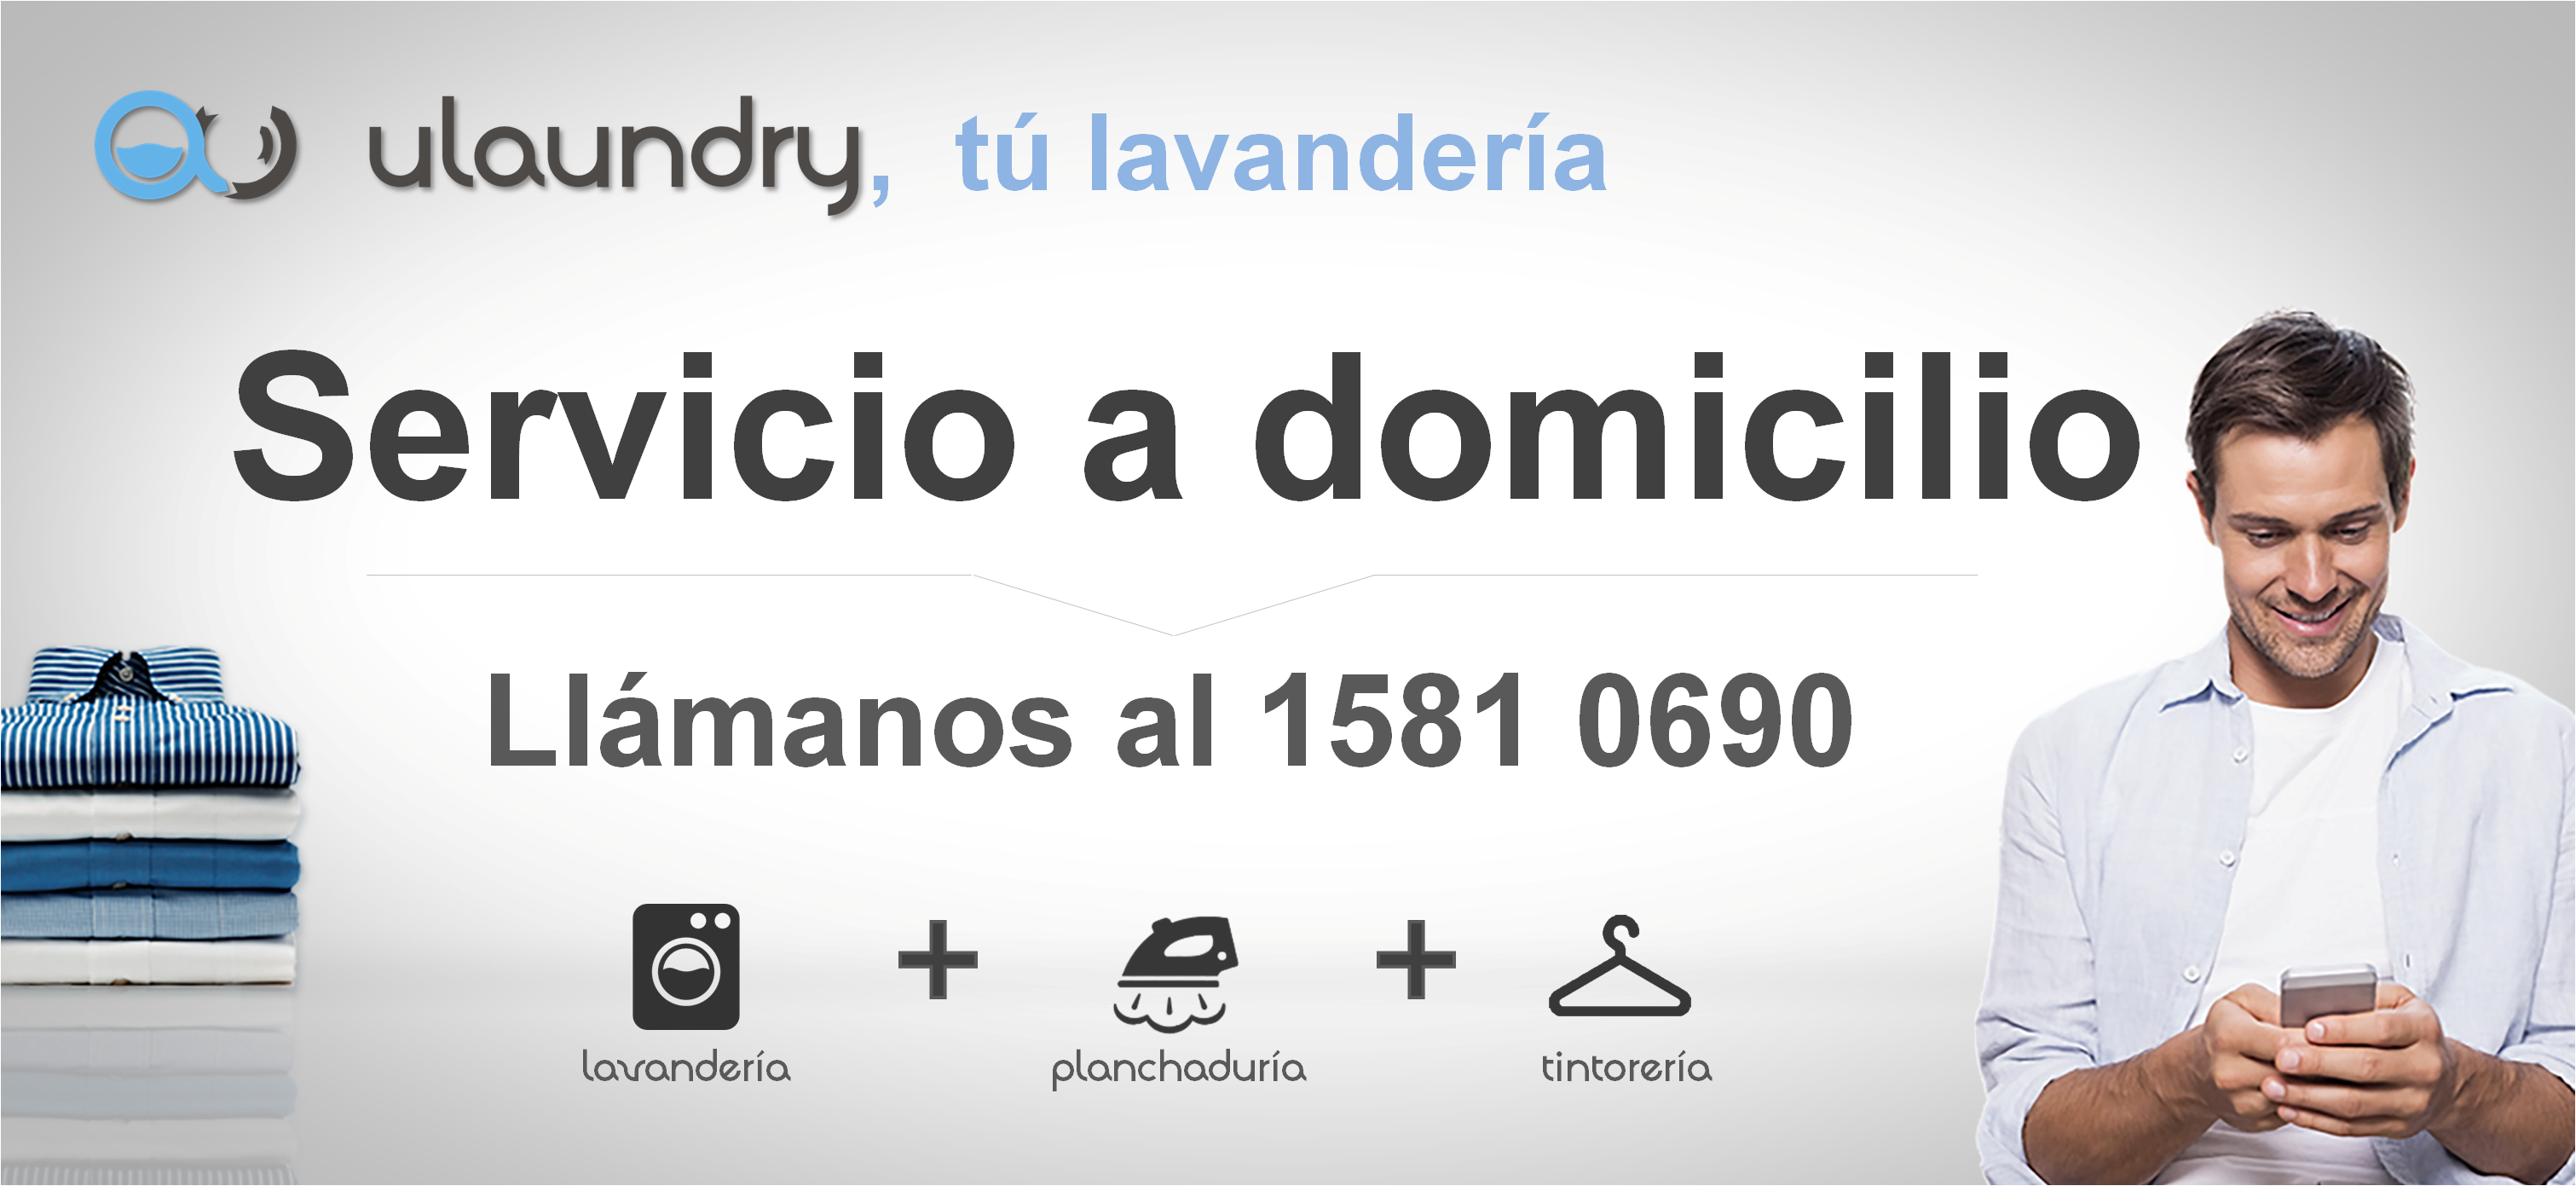 ulaundry, tú lavandería
Servicio a domicilio
Llámanos al 1581 0690
lavandería + planchaduría + tintorería